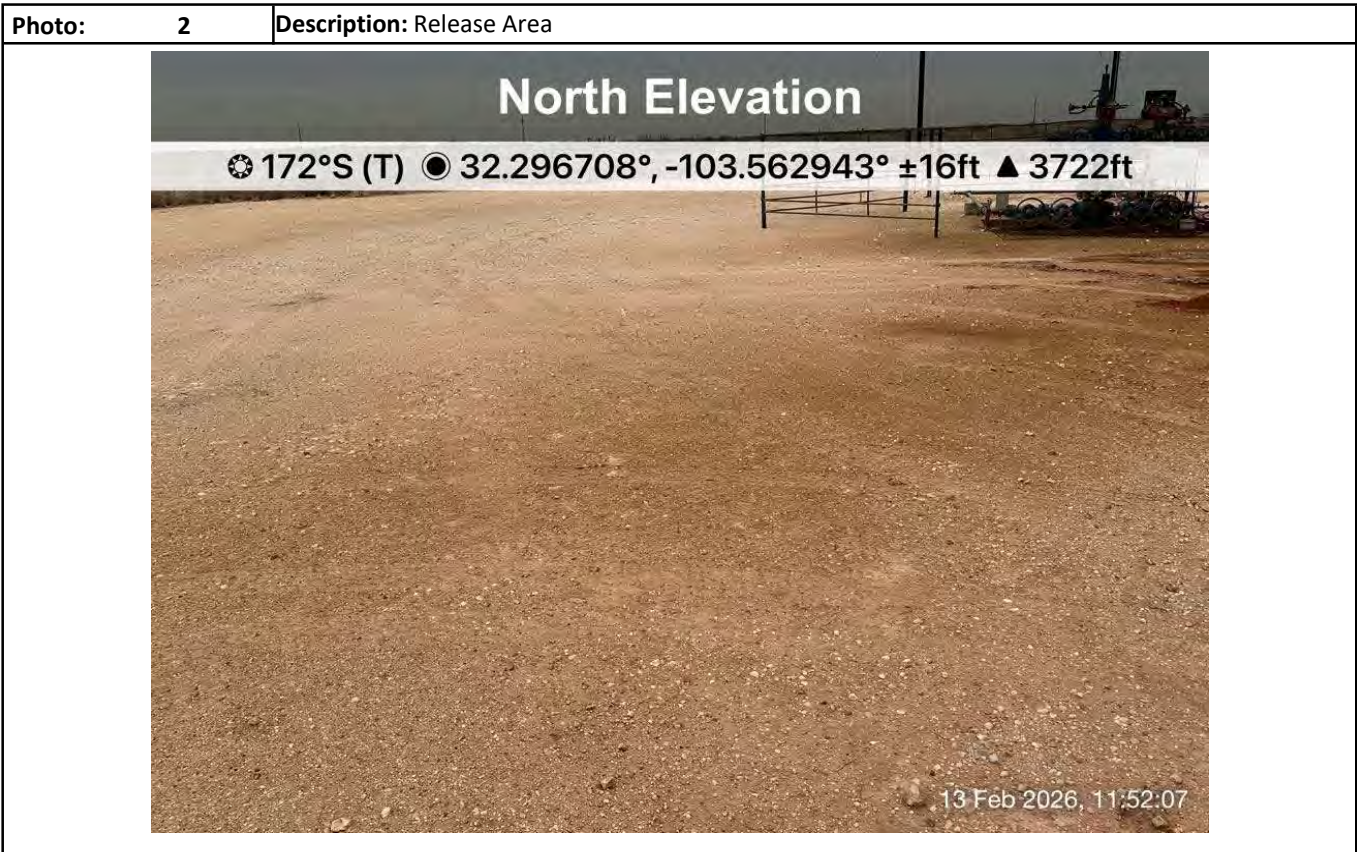 Photo: 2 Description: Release Area
North Elevation
172°S (T) 32.296708°, -103.562943° ±16ft ▲ 3722ft
13 Feb 2026, 11:52:07